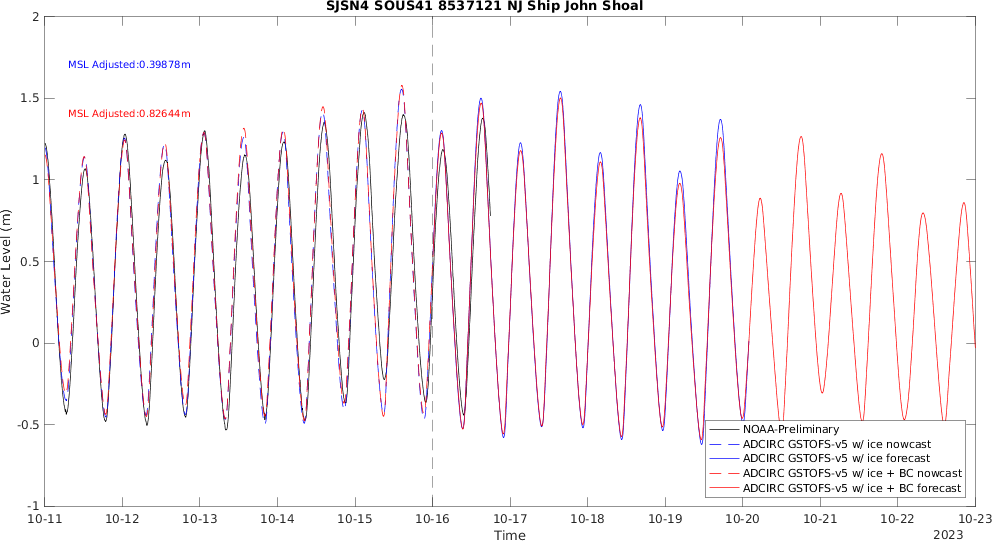 SJSN4 SOUS41 8537121 NJ Ship John Shoal
MSL Adjusted:0.39878m
MSL Adjusted:0.82644m
Water Level (m)
2
1.5
1
0.5
0
-0.5
-1
NOAA-Preliminary
ADCIRC GSTOFS-v5 w/ ice nowcast
ADCIRC GSTOFS-v5 w/ ice forecast
ADCIRC GSTOFS-v5 w/ ice + BC nowcast
ADCIRC GSTOFS-v5 w/ ice + BC forecast
10-11 10-12 10-13 10-14 10-15 10-16 10-17 10-18 10-19 10-20 10-21 10-22 10-23
Time
2023